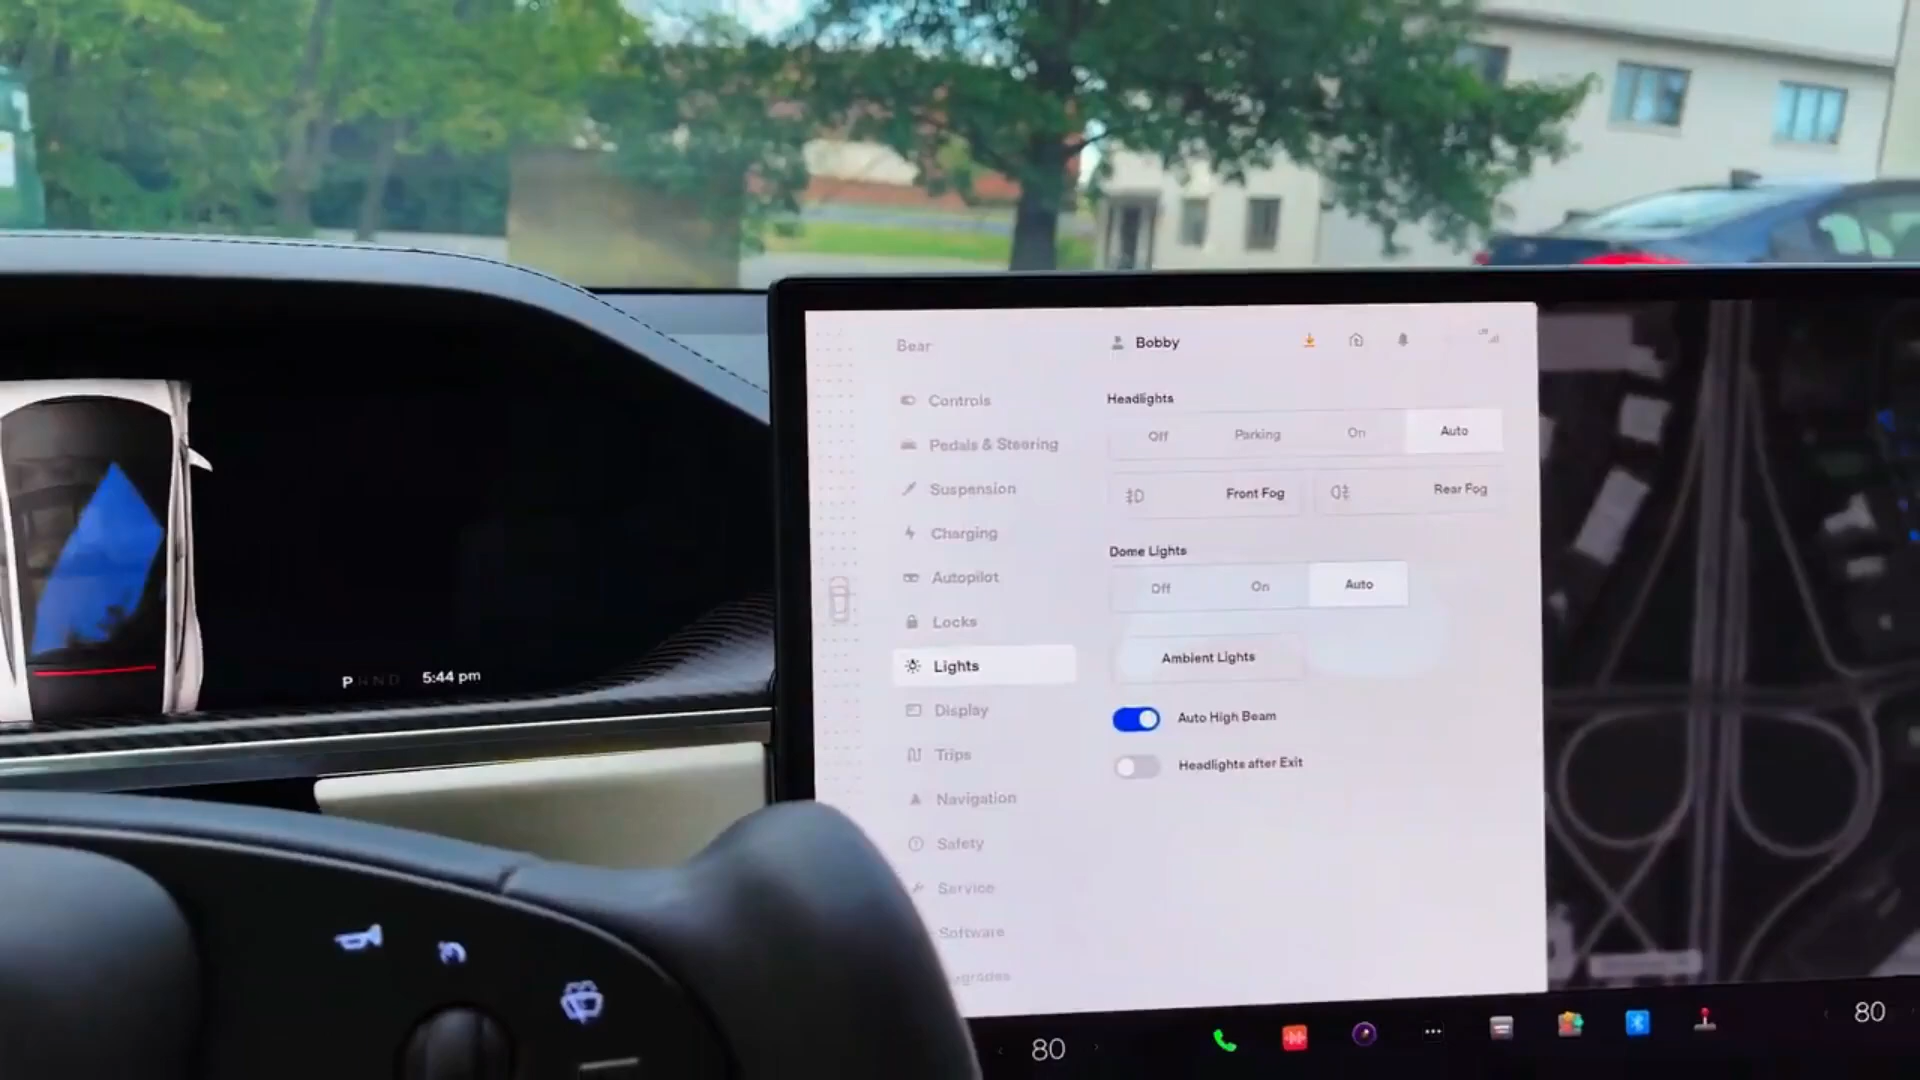 Bear
Bobby
LTE
Controls
Pedals & Steering
Suspension
Charging
Autopilot
Locks
Lights
Display
Trips
Navigation
Safety
Service
Software
Headlights
Off Parking On Auto
Front Fog Rear Fog
Dome Lights
Off On Auto
Ambient Lights
Auto High Beam
Headlights after Exit
P R N D 5:44 pm
80
80